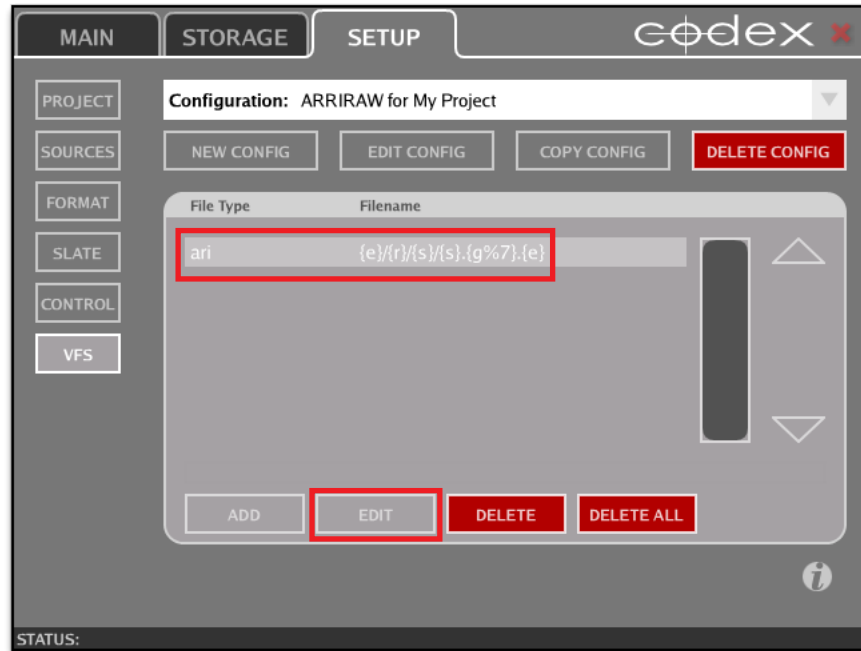 MAIN STORAGE SETUP codex
PROJECT
Configuration: ARRIRAW for My Project
SOURCES
NEW CONFIG EDIT CONFIG COPY CONFIG DELETE CONFIG
FORMAT
File Type Filename
SLATE
ari {e}/{r}/{s}/{s}.{g%7}.{e}
CONTROL
VFS
ADD EDIT DELETE DELETE ALL
i
STATUS: